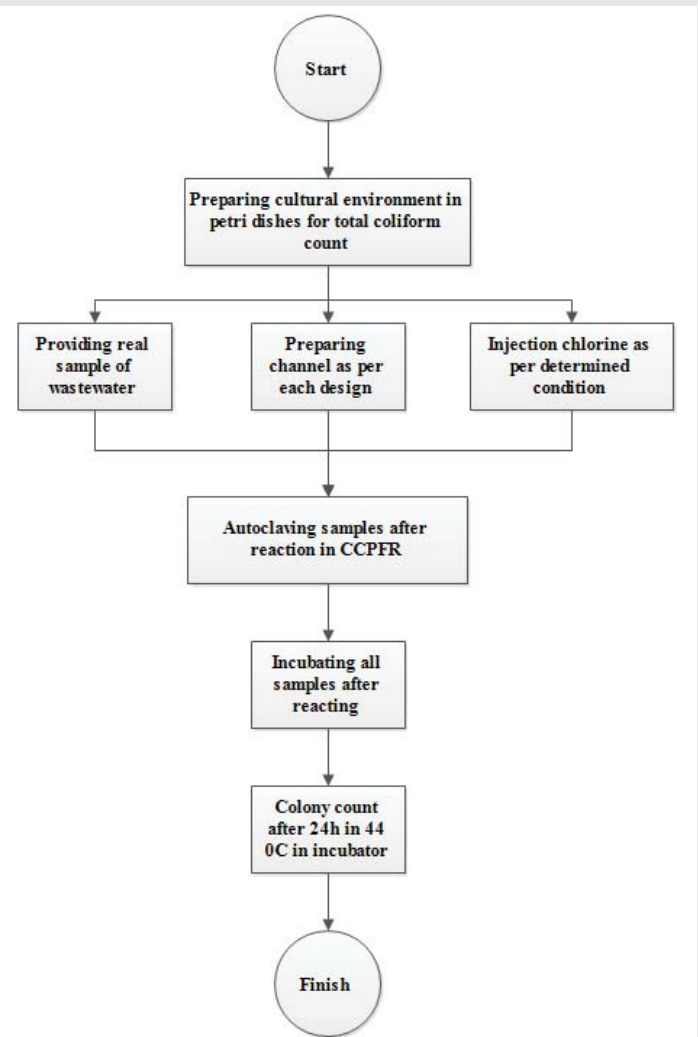 Start
Preparing cultural environment in
petri dishes for total coliform
count
Providing real
sample of
wastewater
Preparing
channel as per
each design
Injection chlorine as
per determined
condition
Autoclaving samples after
reaction in CCPFR
Incubating all
samples after
reacting
Colony count
after 24h in 44
0C in incubator
Finish